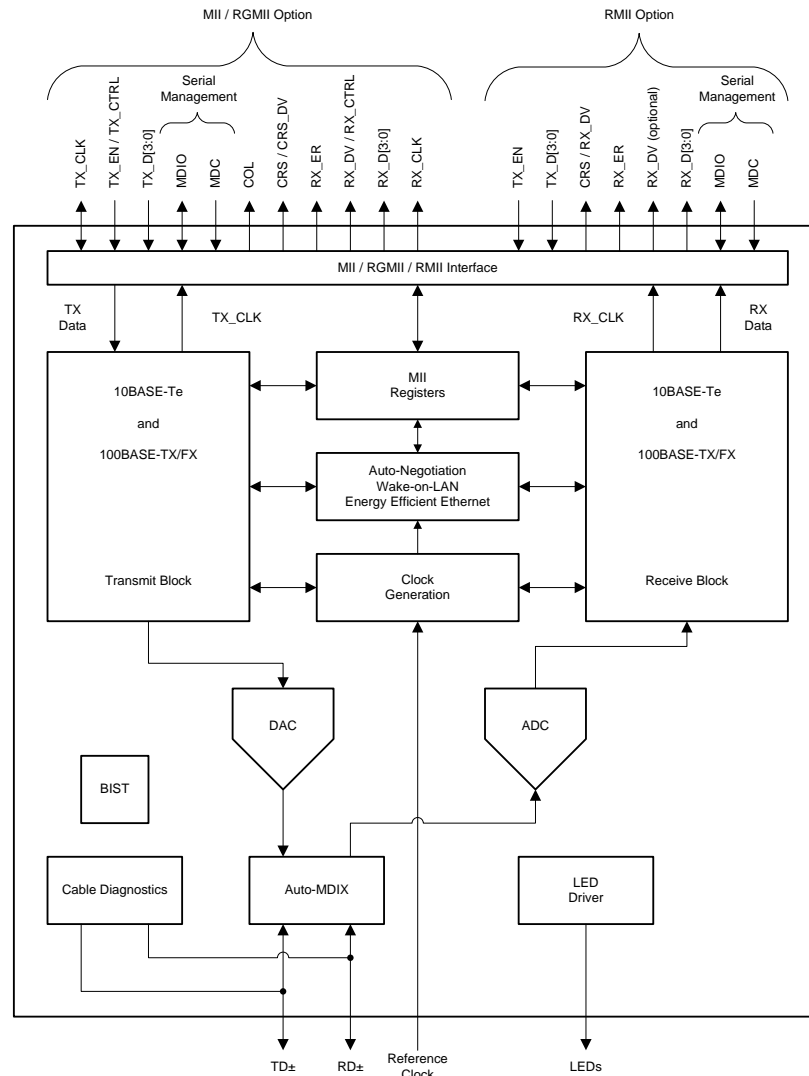 MII / RGMII Option
RMII Option
Serial
Management
Serial
Management
TX_CLK
TX_EN / TX_CTRL
TX_D[3:0]
MDIO
MDC
COL
CRS / CRS_DV
RX_ER
RX_DV / RX_CTRL
RX_D[3:0]
RX_CLK
TX_EN
TX_D[3:0]
CRS / RX_DV
RX_ER
RX_DV (optional)
RX_D[3:0]
MDIO
MDC
MII / RGMII / RMII Interface
TX
Data
TX_CLK
RX_CLK
RX
Data
10BASE-Te
and
100BASE-TX/FX
Transmit Block
MII
Registers
Auto-Negotiation
Wake-on-LAN
Energy Efficient Ethernet
Clock
Generation
10BASE-Te
and
100BASE-TX/FX
Receive Block
DAC
ADC
BIST
Cable Diagnostics
Auto-MDIX
LED
Driver
TD±
RD±
Reference
Clock
LEDs